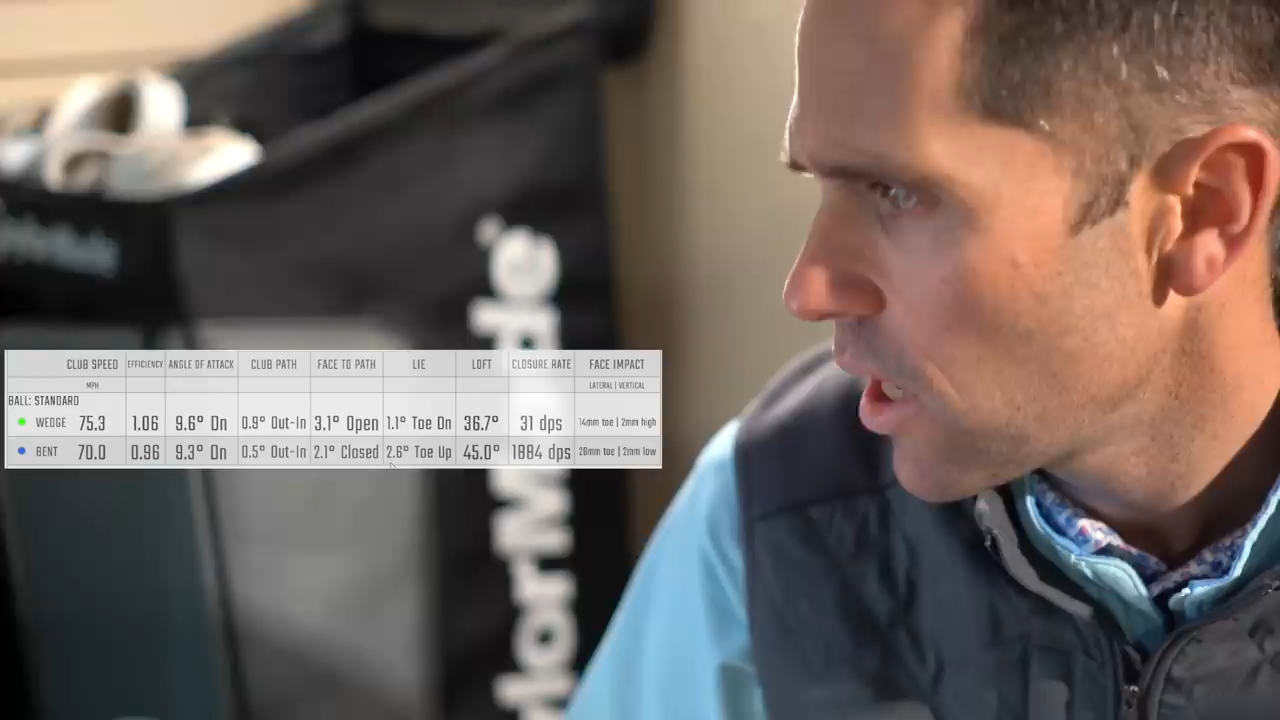 CLUB SPEED EFFICIENCY ANGLE OF ATTACK CLUB PATH FACE TO PATH LIE LOFT CLOSURE RATE FACE IMPACT
MPH LATERAL | VERTICAL
BALL: STANDARD
WEDGE 75.3 1.06 9.6° Dn 0.9° Out-In 3.1° Open 1.1° Toe Dn 36.7° 31 dps 14mm toe | 2mm high
BENT 70.0 0.96 9.3° Dn 0.5° Out-In 2.1° Closed 2.6° Toe Up 45.0° 1884 dps 26mm toe | 2mm low